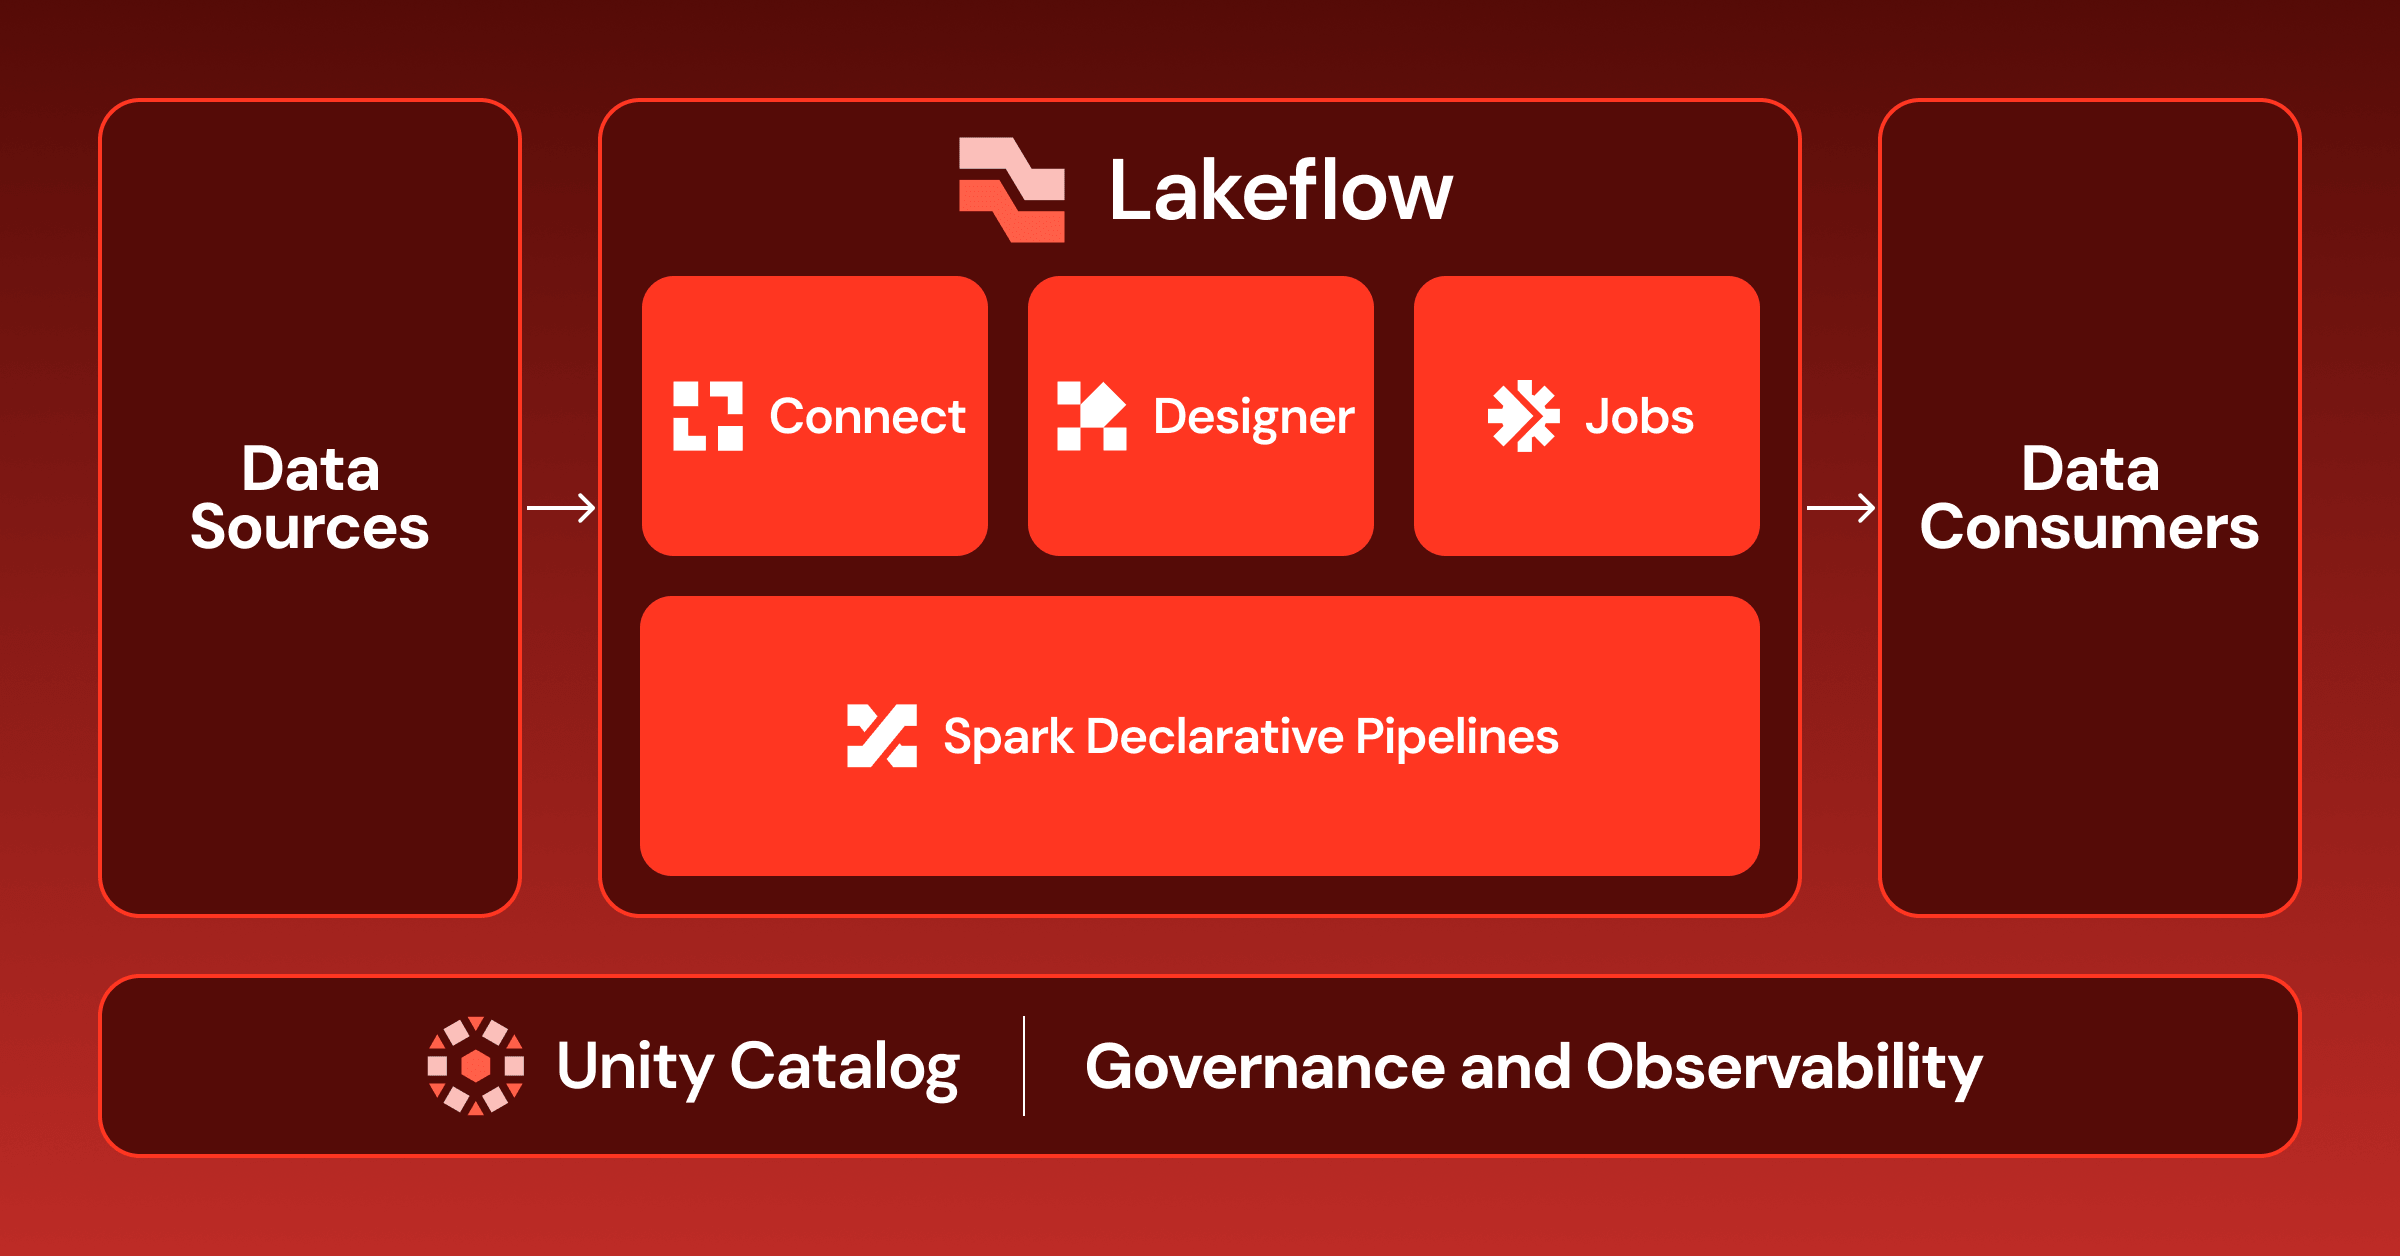 Data
Sources
Lakeflow
Connect
Designer
Jobs
Spark Declarative Pipelines
Data
Consumers
Unity Catalog
Governance and Observability